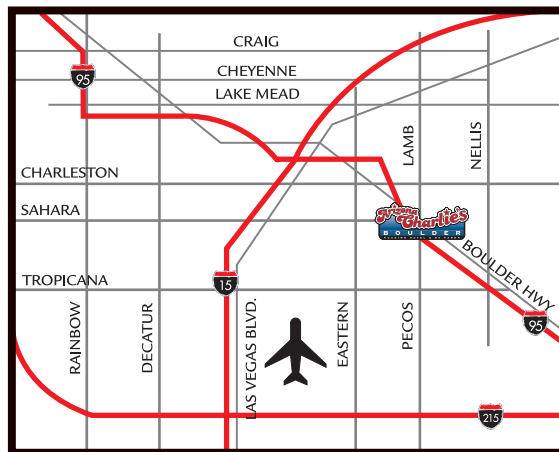 CRAIG
CHEYENNE
LAKE MEAD
95
LAMB
NELLIS
CHARLESTON
SAHARA
Arizona
Charlie's
BOULDER
BOULDER HWY
TROPICANA
15
95
RAINBOW
DECATUR
LAS VEGAS BLVD.
EASTERN
PECOS
215